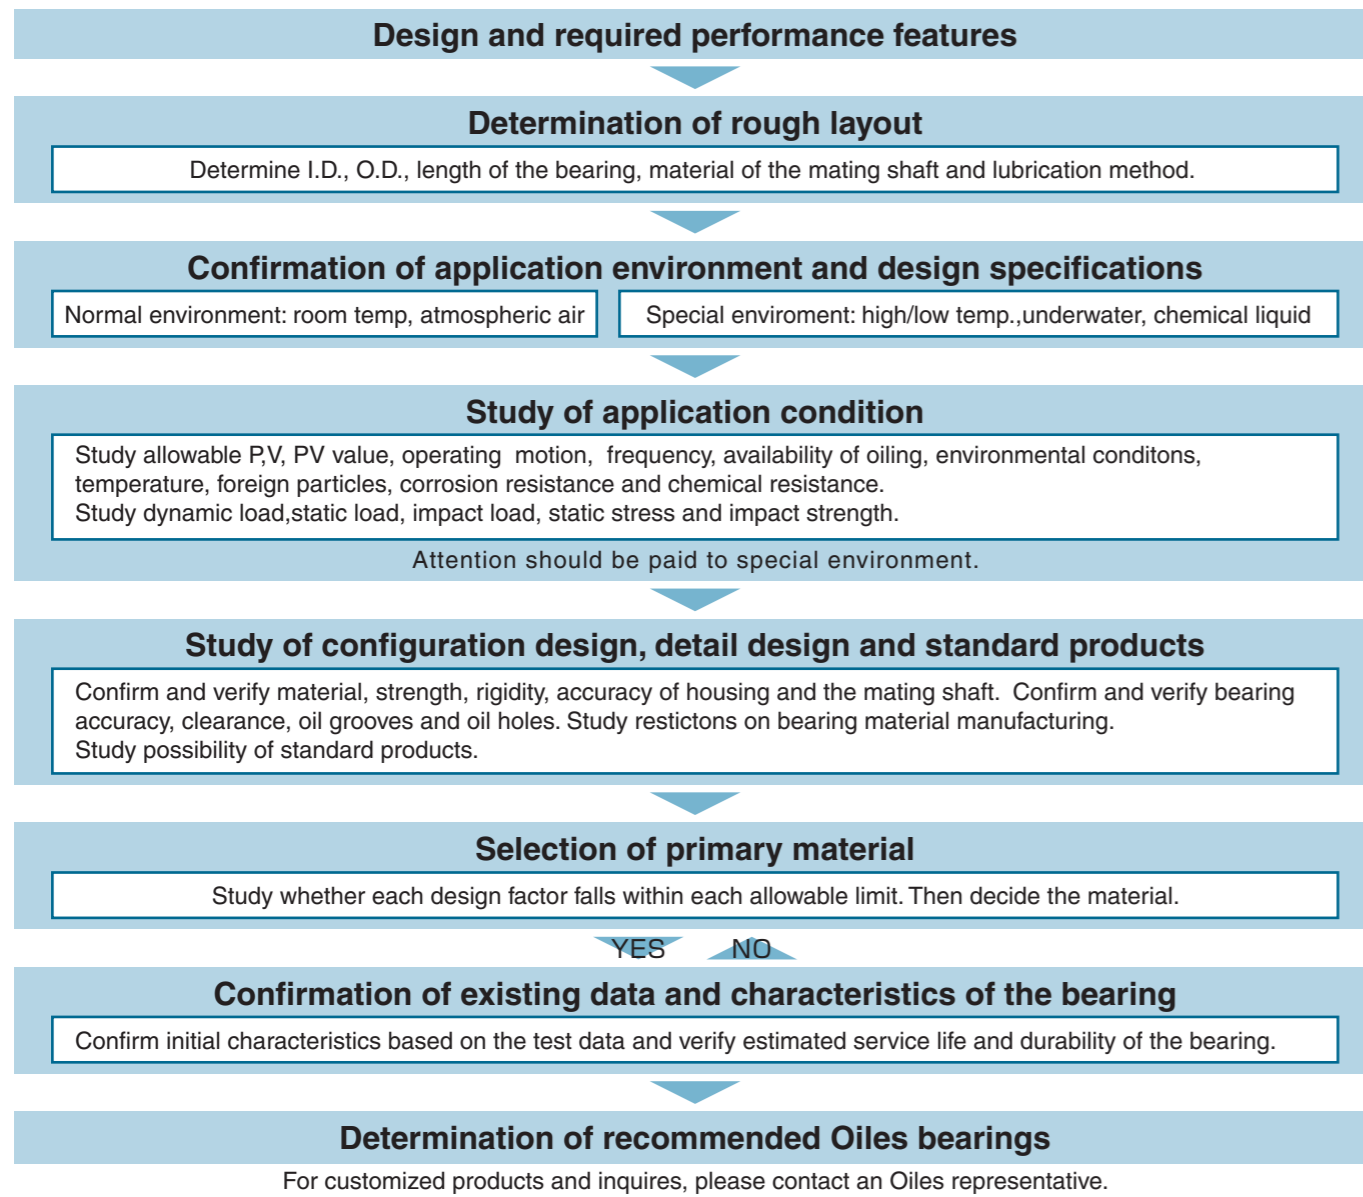 Design and required performance features
Determination of rough layout
Determine I.D., O.D., length of the bearing, material of the mating shaft and lubrication method.
Confirmation of application environment and design specifications
Normal environment: room temp, atmospheric air
Special enviroment: high/low temp.,underwater, chemical liquid
Study of application condition
Study allowable P,V, PV value, operating motion, frequency, availability of oiling, environmental conditons,
temperature, foreign particles, corrosion resistance and chemical resistance.
Study dynamic load,static load, impact load, static stress and impact strength.
Attention should be paid to special environment.
Study of configuration design, detail design and standard products
Confirm and verify material, strength, rigidity, accuracy of housing and the mating shaft. Confirm and verify bearing
accuracy, clearance, oil grooves and oil holes. Study restictons on bearing material manufacturing.
Study possibility of standard products.
Selection of primary material
Study whether each design factor falls within each allowable limit. Then decide the material.
YES NO
Confirmation of existing data and characteristics of the bearing
Confirm initial characteristics based on the test data and verify estimated service life and durability of the bearing.
Determination of recommended Oiles bearings
For customized products and inquires, please contact an Oiles representative.